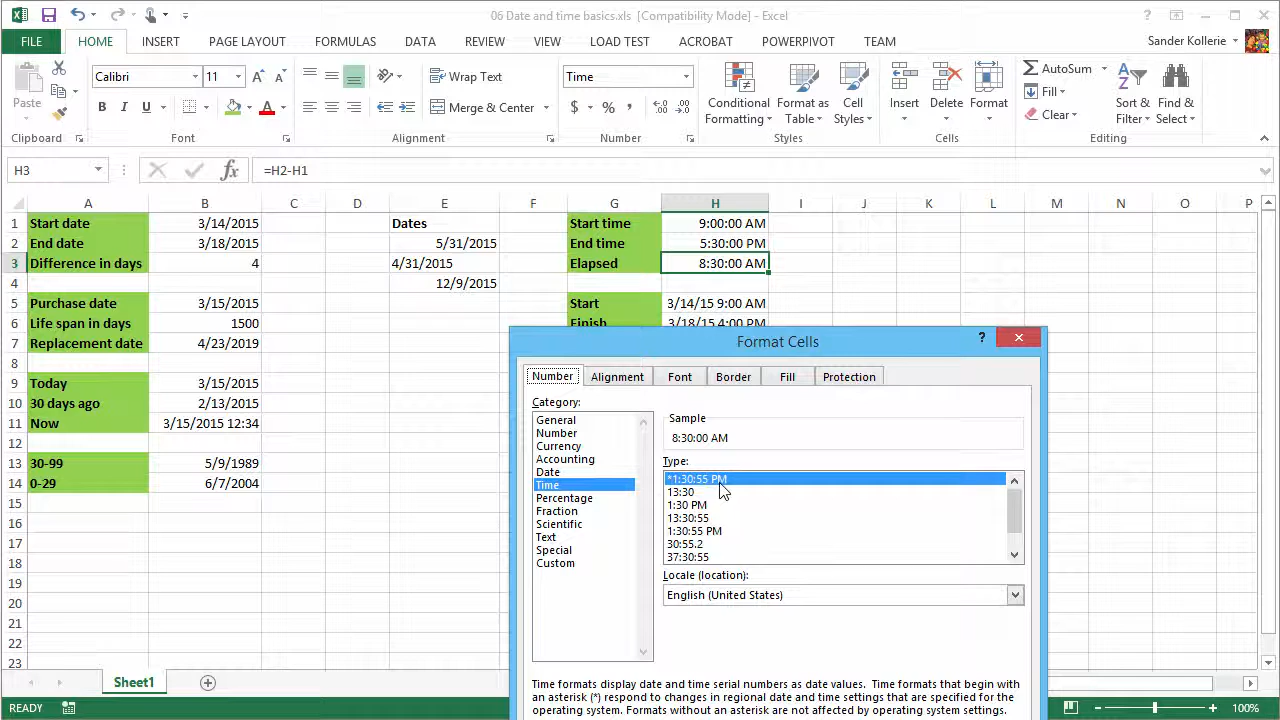 06 Date and time basics.xls [Compatibility Mode] - Excel
FILE HOME INSERT PAGE LAYOUT FORMULAS DATA REVIEW VIEW LOAD TEST ACROBAT POWERPIVOT TEAM Sander Kollerie
Paste Calibri 11 Wrap Text Time Conditional Formatting Format as Table Cell Styles Insert Delete Format AutoSum Sort & Filter Find & Select
B I U Merge & Center $ % , Fill
Clear
Clipboard Font Alignment Number Styles Cells Editing
H3 fx =H2-H1
A B C D E F G H I J K L M N O P
1 Start date 3/14/2015 Dates Start time 9:00:00 AM
2 End date 3/18/2015 5/31/2015 End time 5:30:00 PM
3 Difference in days 4 4/31/2015 Elapsed 8:30:00 AM
4 12/9/2015
5 Purchase date 3/15/2015 Start 3/14/15 9:00 AM
6 Life span in days 1500 Finish 3/18/15 4:00 PM
7 Replacement date 4/23/2019
8
9 Today 3/15/2015
10 30 days ago 2/13/2015
11 Now 3/15/2015 12:34
12
13 30-99 5/9/1989
14 0-29 6/7/2004
15
16
17
18
19
20
21
22
23
Format Cells
Number Alignment Font Border Fill Protection
Category:
General
Number
Currency
Accounting
Date
Time
Percentage
Fraction
Scientific
Text
Special
Custom
Sample
8:30:00 AM
Type:
*1:30:55 PM
13:30
1:30 PM
13:30:55
1:30:55 PM
30:55.2
37:30:55
Locale (location):
English (United States)
Time formats display date and time serial numbers as date values.  Time formats that begin with
an asterisk (*) respond to changes in regional date and time settings that are specified for the
operating system. Formats without an asterisk are not affected by operating system settings.
Sheet1
READY 100%